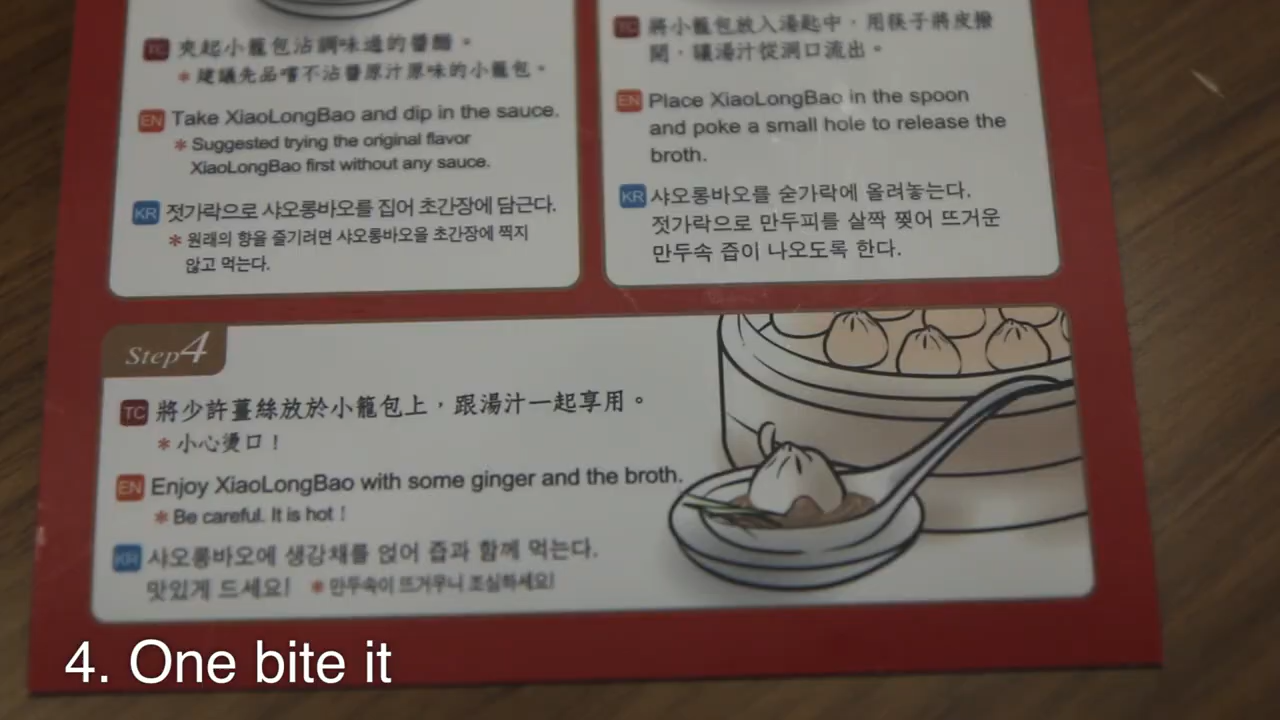 TC 夾起小籠包沾調味過的醬醋。
*建議先品嚐不沾醬原汁原味的小籠包。
EN Take XiaoLongBao and dip in the sauce.
*Suggested trying the original flavor
XiaoLongBao first without any sauce.
KR 젓가락으로 샤오롱바오를 집어 초간장에 담근다.
*원래의 향을 즐기려면 샤오롱바오을 초간장에 찍지
않고 먹는다.
TC 將小籠包放入湯匙中，用筷子將皮撥
開，讓湯汁從洞口流出。
EN Place XiaoLongBao in the spoon
and poke a small hole to release the
broth.
KR 샤오롱바오를 숟가락에 올려놓는다.
젓가락으로 만두피를 살짝 찢어 뜨거운
만두속 즙이 나오도록 한다.
Step4
TC 將少許薑絲放於小籠包上，跟湯汁一起享用。
*小心燙口！
EN Enjoy XiaoLongBao with some ginger and the broth.
*Be careful. It is hot！
KR 샤오롱바오에 생강채를 얹어 즙과 함께 먹는다.
맛있게 드세요! *만두속이 뜨거우니 조심하세요!
4. One bite it